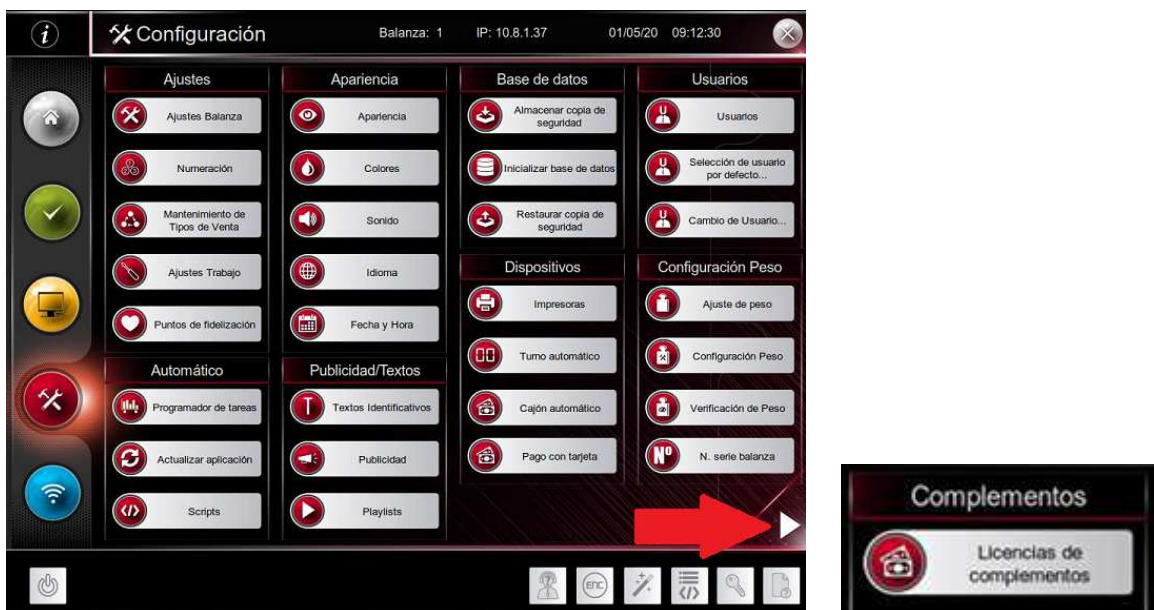 i
Configuración
Balanza: 1
IP: 10.8.1.37
01/05/20 09:12:30
Ajustes
Ajustes Balanza
Numeración
Mantenimiento de
Tipos de Venta
Ajustes Trabajo
Puntos de fidelización
Automático
Programador de tareas
Actualizar aplicación
Scripts
Apariencia
Apariencia
Colores
Sonido
Idioma
Fecha y Hora
Publicidad/Textos
T
Textos Identificativos
Publicidad
Playlists
Base de datos
Almacenar copia de
seguridad
Inicializar base de datos
Restaurar copia de
seguridad
Dispositivos
Impresoras
Turno automático
Cajón automático
Pago con tarjeta
Usuarios
Usuarios
Selección de usuario
por defecto...
Cambio de Usuario...
Configuración Peso
Ajuste de peso
Configuración Peso
Verificación de Peso
Nº
N. serie balanza
ENC
Complementos
Licencias de
complementos